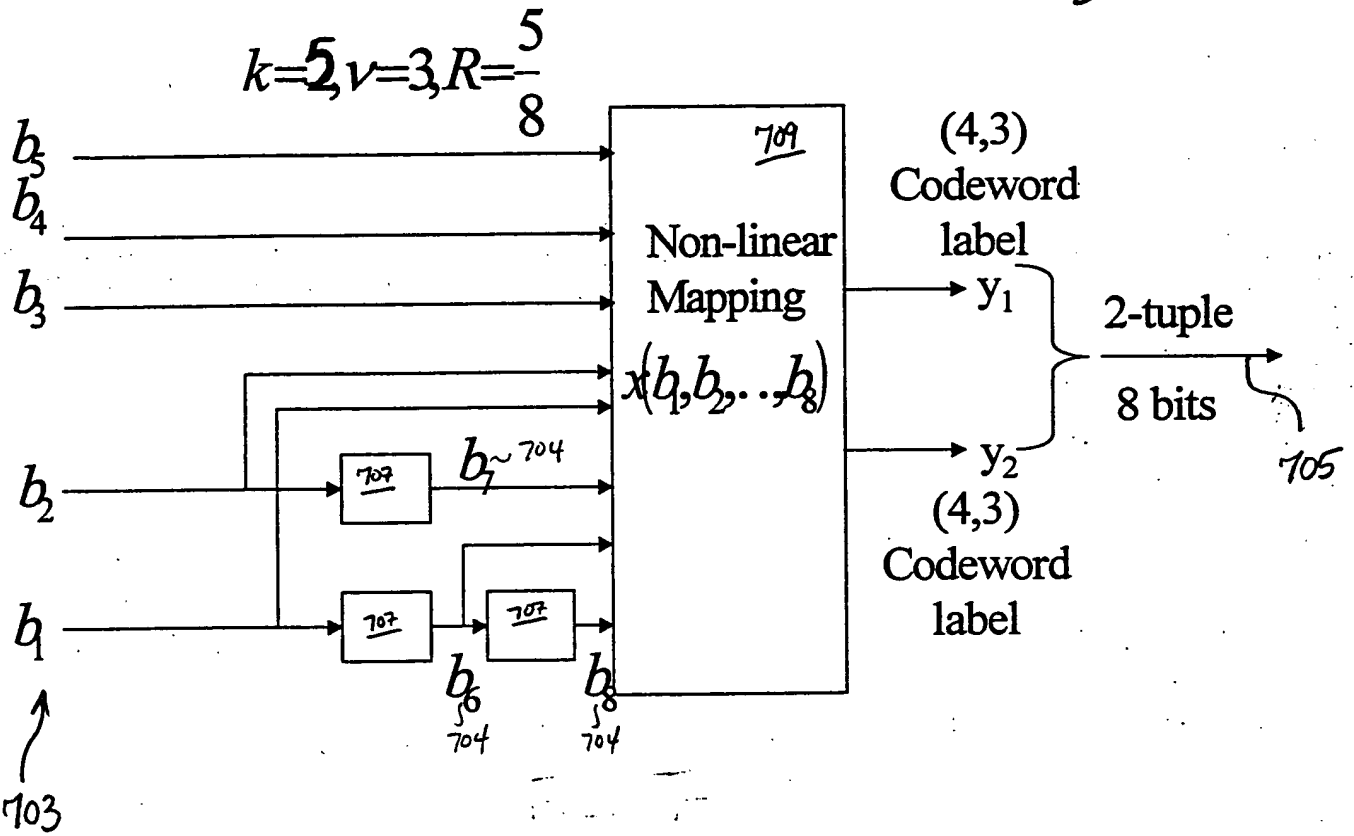 k=5, ν=3, R=5/8
b5
b4
b3
b2
b1
703
707
b7 ~ 704
707
707
b6
704
b8
704
709
Non-linear
Mapping
x(b1,b2,..,b8)
(4,3)
Codeword
label
y1
y2
(4,3)
Codeword
label
2-tuple
8 bits
705